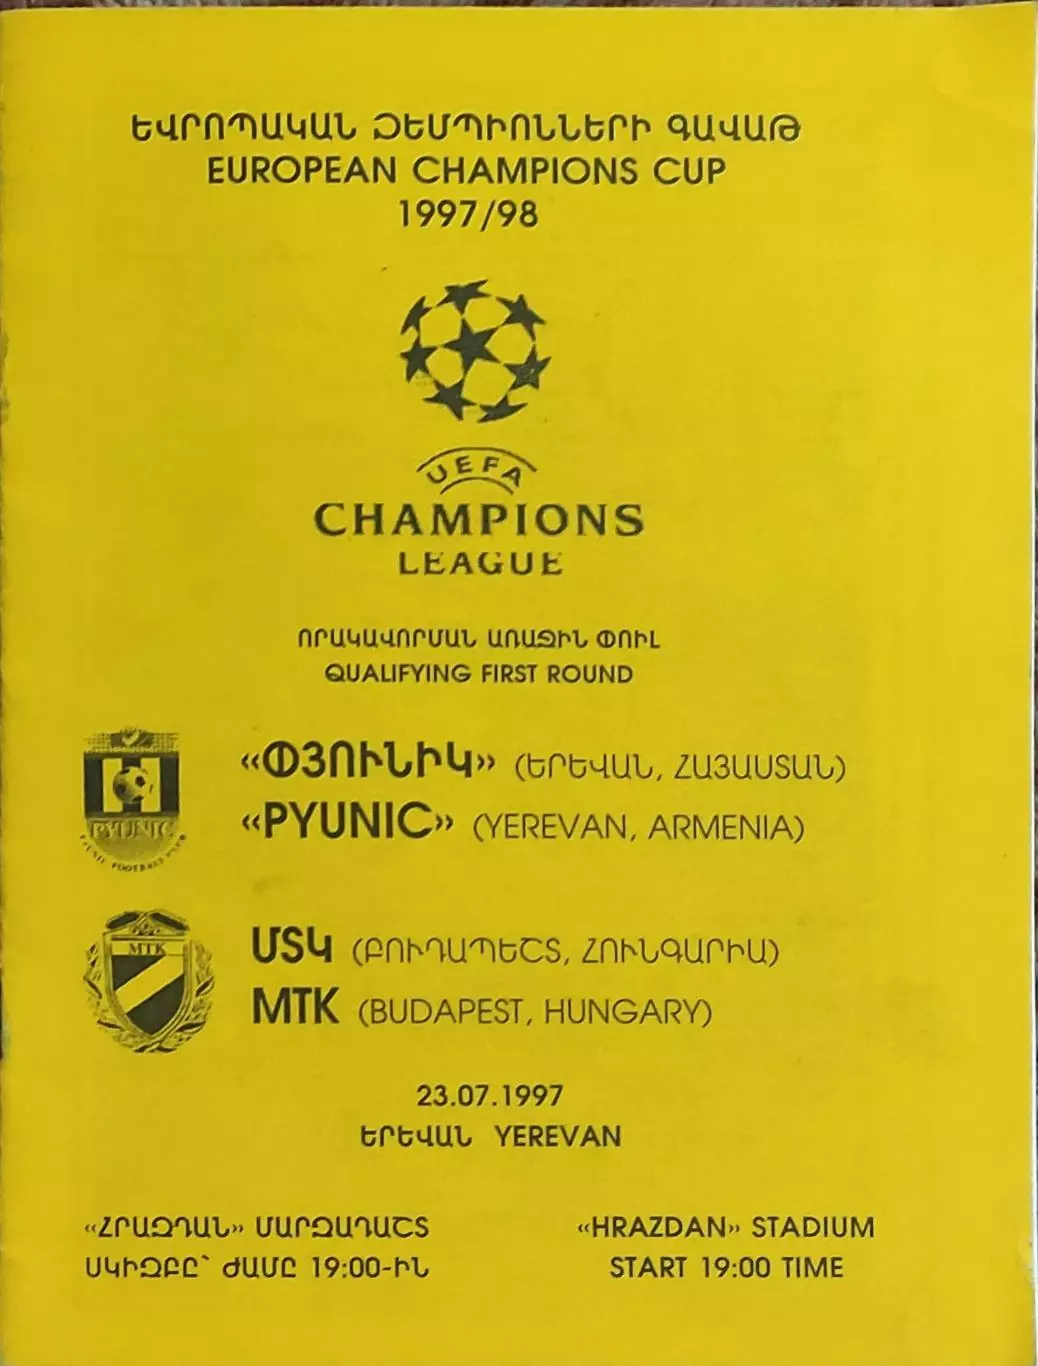 ԵՎՐՈՊԱԿԱՆ ՉԵՄՊԻՈՆՆԵՐԻ ԳԱՎԱԹ
EUROPEAN CHAMPIONS CUP
1997/98
UEFA
CHAMPIONS
LEAGUE
ՈՐԱԿԱՎՈՐՄԱՆ ԱՌԱՋԻՆ ՓՈՒԼ
QUALIFYING FIRST ROUND
PYUNIC
«ՓՅՈՒՆԻԿ» (ԵՐԵՎԱՆ, ՀԱՅԱՍՏԱՆ)
«PYUNIC» (YEREVAN, ARMENIA)
MTK
ՄՏԿ (ԲՈՒԴԱՊԵՇՏ, ՀՈՒՆԳԱՐԻԱ)
MTK (BUDAPEST, HUNGARY)
23.07.1997
ԵՐԵՎԱՆ YEREVAN
«ՀՐԱԶԴԱՆ» ՄԱՐԶԱԴԱՇՏ
ՍԿԻԶԲԸ՝ ԺԱՄԸ 19:00-ԻՆ
«HRAZDAN» STADIUM
START 19:00 TIME